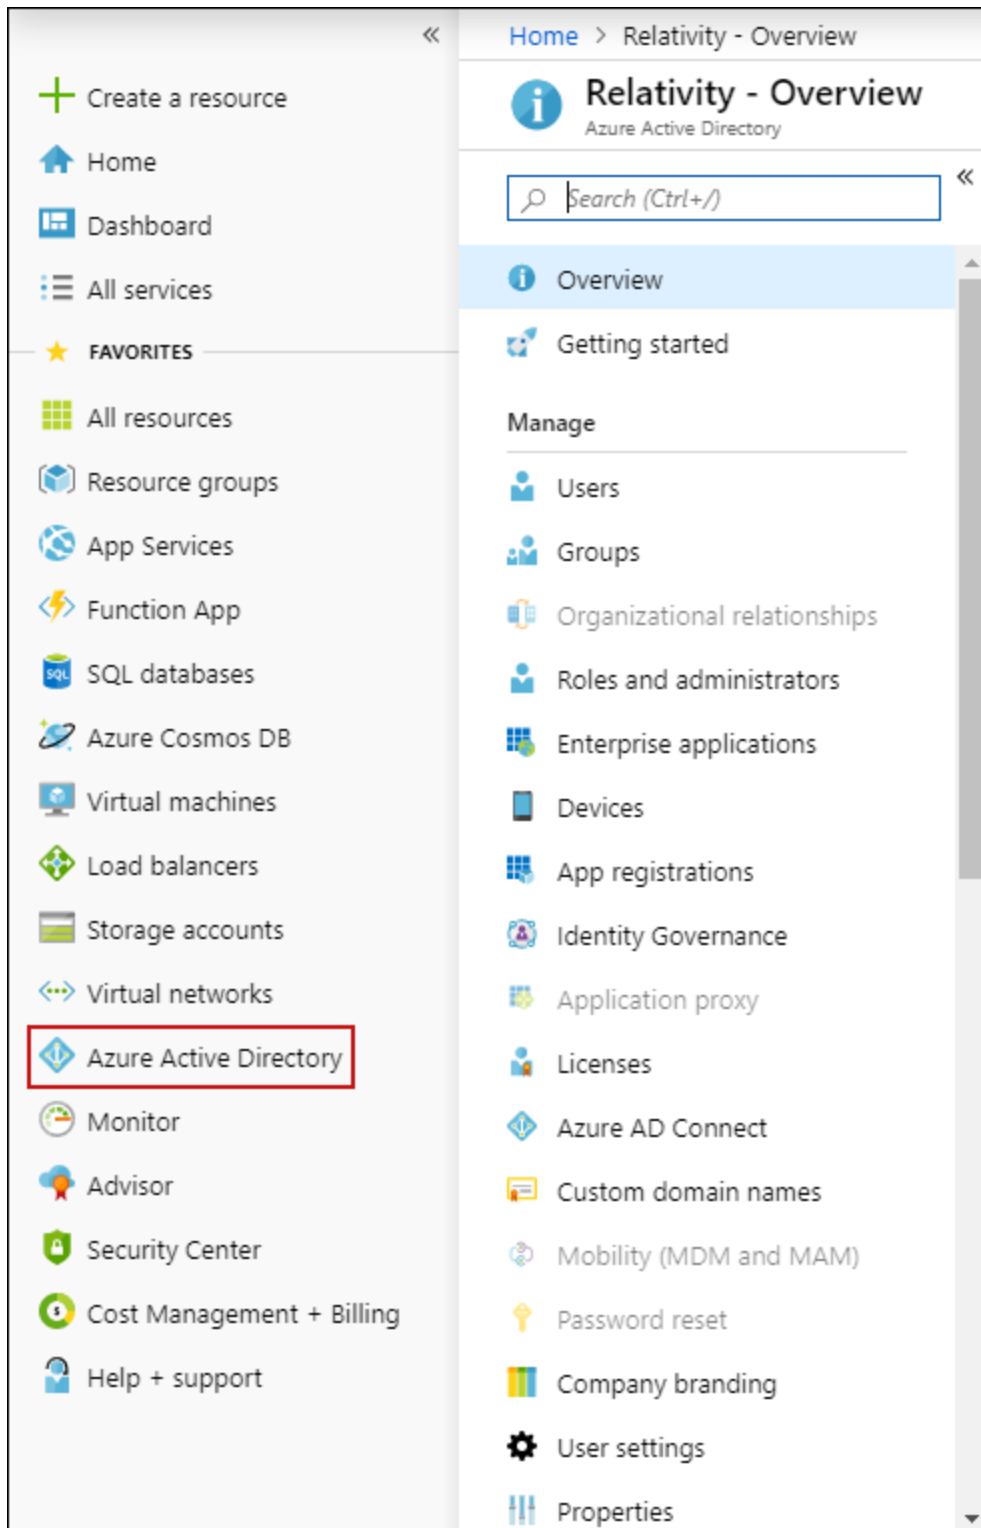 Create a resource
Home
Dashboard
All services
FAVORITES
All resources
Resource groups
App Services
Function App
SQL
SQL databases
Azure Cosmos DB
Virtual machines
Load balancers
Storage accounts
Virtual networks
Azure Active Directory
Monitor
Advisor
Security Center
Cost Management + Billing
Help + support
Home > Relativity - Overview
Relativity - Overview
Azure Active Directory
Search (Ctrl+/)
Overview
Getting started
Manage
Users
Groups
Organizational relationships
Roles and administrators
Enterprise applications
Devices
App registrations
Identity Governance
Application proxy
Licenses
Azure AD Connect
Custom domain names
Mobility (MDM and MAM)
Password reset
Company branding
User settings
Properties